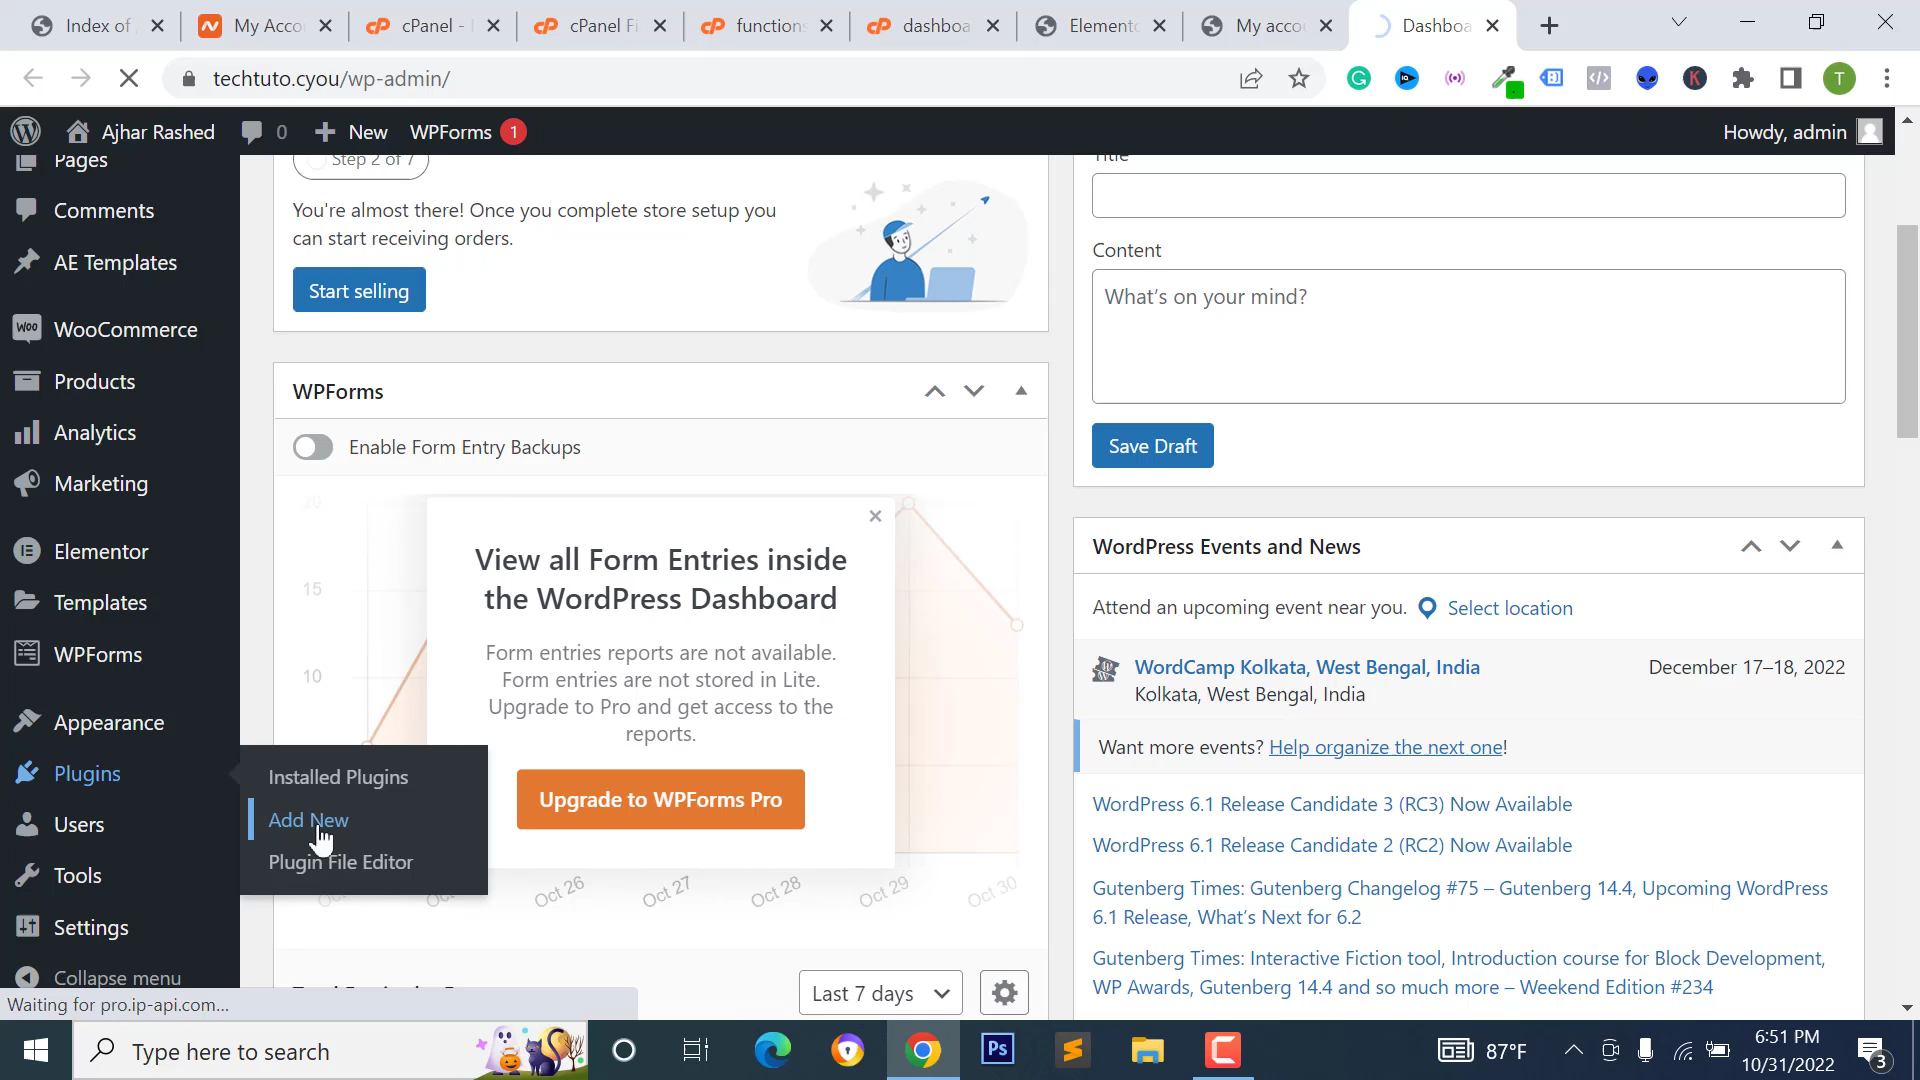 Index of
My Acco
cPanel -
cPanel Fi
functions
dashboa
Elemento
My acco
Dashboa
techtuto.cyou/wp-admin/
Ajhar Rashed
0
New
WPForms
1
Howdy, admin
Pages
Comments
AE Templates
WooCommerce
Products
Analytics
Marketing
Elementor
Templates
WPForms
Appearance
Plugins
Users
Tools
Settings
Collapse menu
Installed Plugins
Add New
Plugin File Editor
Step 2 of 7
You're almost there! Once you complete store setup you
can start receiving orders.
Start selling
WPForms
Enable Form Entry Backups
20
15
10
View all Form Entries inside
the WordPress Dashboard
Form entries reports are not available.
Form entries are not stored in Lite.
Upgrade to Pro and get access to the
reports.
Upgrade to WPForms Pro
Oct 26
Oct 27
Oct 28
Oct 29
Oct 30
Last 7 days
Title
Content
What's on your mind?
Save Draft
WordPress Events and News
Attend an upcoming event near you.
Select location
WordCamp Kolkata, West Bengal, India
December 17–18, 2022
Kolkata, West Bengal, India
Want more events? Help organize the next one!
WordPress 6.1 Release Candidate 3 (RC3) Now Available
WordPress 6.1 Release Candidate 2 (RC2) Now Available
Gutenberg Times: Gutenberg Changelog #75 – Gutenberg 14.4, Upcoming WordPress
6.1 Release, What's Next for 6.2
Gutenberg Times: Interactive Fiction tool, Introduction course for Block Development,
WP Awards, Gutenberg 14.4 and so much more – Weekend Edition #234
Waiting for pro.ip-api.com...
Type here to search
Ps
87°F
6:51 PM
10/31/2022
3